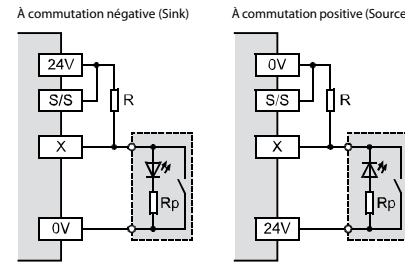 À commutation négative (Sink)
À commutation positive (Source
24V
S/S
R
X
Rp
0V
0V
S/S
R
X
Rp
24V